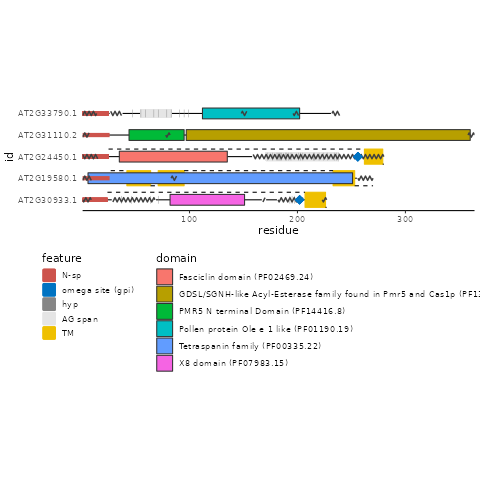 AT2G33790.1
AT2G31110.2
AT2G24450.1
AT2G19580.1
AT2G30933.1
id
100 200 300
residue
feature
N-sp
omega site (gpi)
hyp
AG span
TM
domain
Fasciclin domain (PF02469.24)
GDSL/SGNH-like Acyl-Esterase family found in Pmr5 and Cas1p (PF1
PMR5 N terminal Domain (PF14416.8)
Pollen protein Ole e 1 like (PF01190.19)
Tetraspanin family (PF00335.22)
X8 domain (PF07983.15)